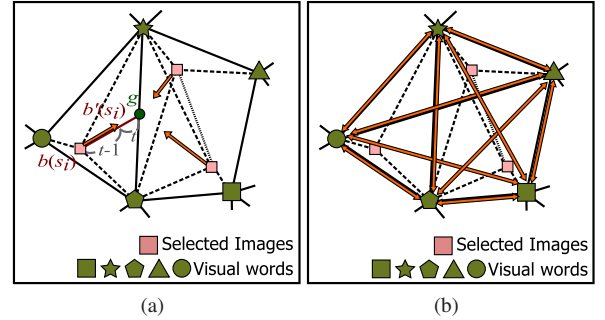 g
b'(sᵢ)
t
t-1
b(sᵢ)
Selected Images
Visual words
Selected Images
Visual words
(a)
(b)